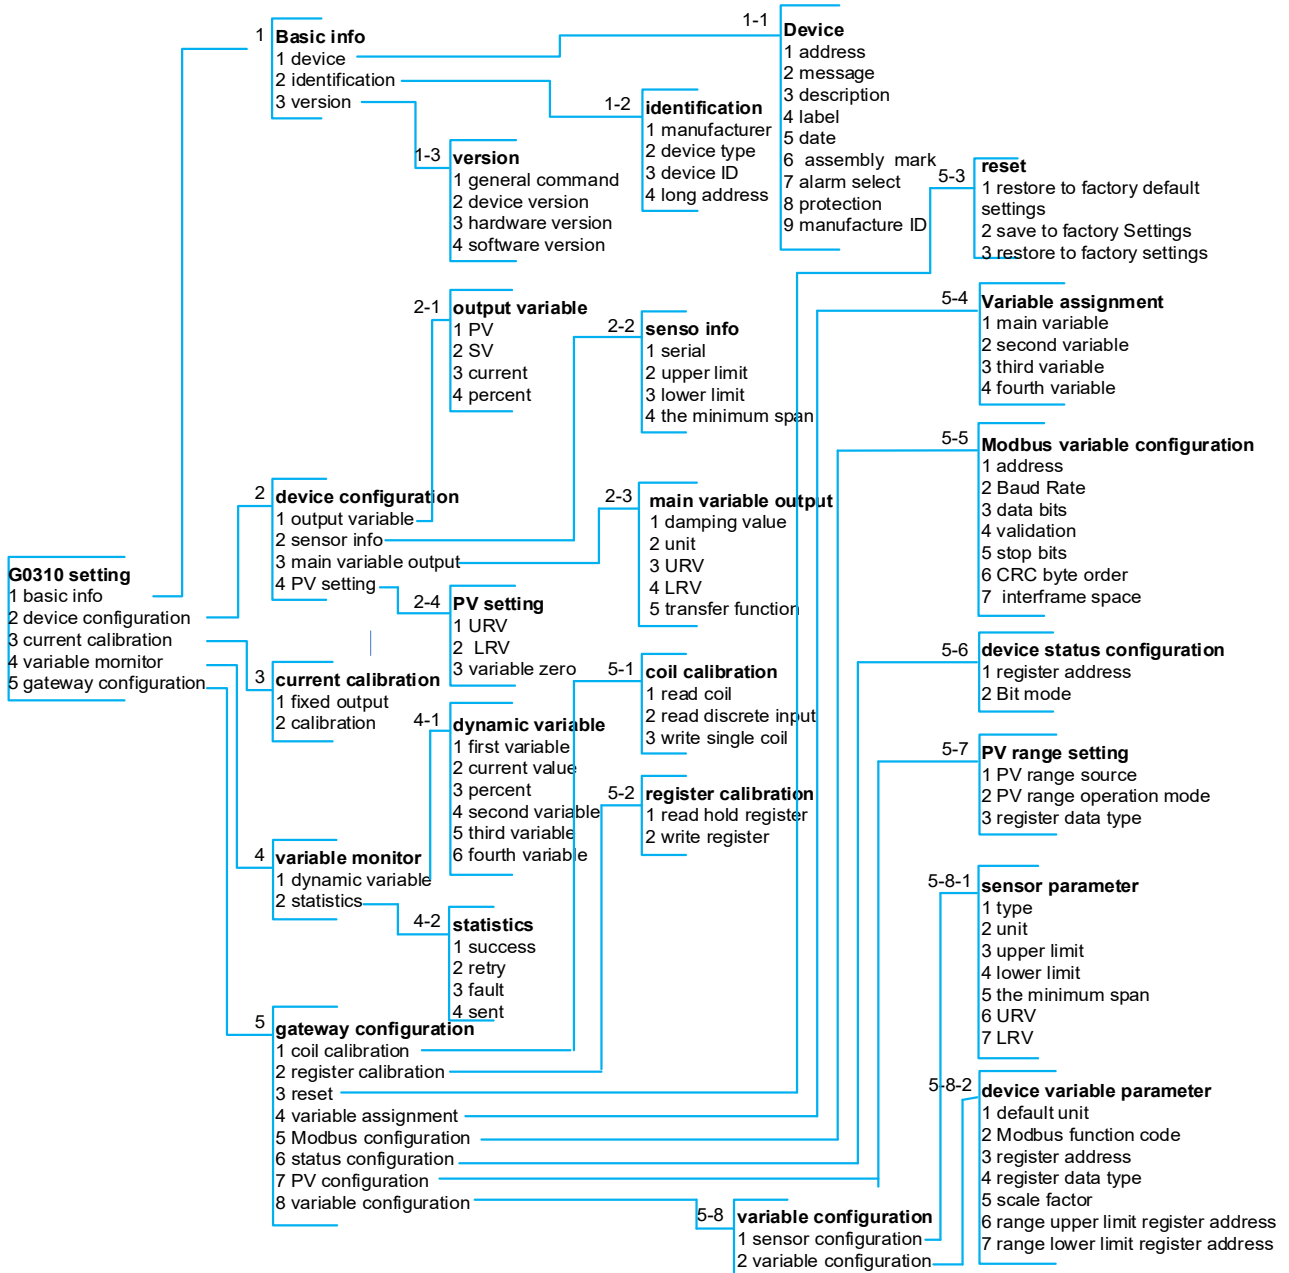 G0310 setting
1 basic info
2 device configuration
3 current calibration
4 variable mornitor
5 gateway configuration
1
Basic info
1 device
2 identification
3 version
1-1
Device
1 address
2 message
3 description
4 label
5 date
6 assembly mark
7 alarm select
8 protection
9 manufacture ID
1-2
identification
1 manufacturer
2 device type
3 device ID
4 long address
1-3
version
1 general command
2 device version
3 hardware version
4 software version
2
device configuration
1 output variable
2 sensor info
3 main variable output
4 PV setting
2-1
output variable
1 PV
2 SV
3 current
4 percent
2-2
senso info
1 serial
2 upper limit
3 lower limit
4 the minimum span
2-3
main variable output
1 damping value
2 unit
3 URV
4 LRV
5 transfer function
2-4
PV setting
1 URV
2 LRV
3 variable zero
3
current calibration
1 fixed output
2 calibration
4
variable monitor
1 dynamic variable
2 statistics
4-1
dynamic variable
1 first variable
2 current value
3 percent
4 second variable
5 third variable
6 fourth variable
4-2
statistics
1 success
2 retry
3 fault
4 sent
5
gateway configuration
1 coil calibration
2 register calibration
3 reset
4 variable assignment
5 Modbus configuration
6 status configuration
7 PV configuration
8 variable configuration
5-1
coil calibration
1 read coil
2 read discrete input
3 write single coil
5-2
register calibration
1 read hold register
2 write register
5-3
reset
1 restore to factory default
settings
2 save to factory Settings
3 restore to factory settings
5-4
Variable assignment
1 main variable
2 second variable
3 third variable
4 fourth variable
5-5
Modbus variable configuration
1 address
2 Baud Rate
3 data bits
4 validation
5 stop bits
6 CRC byte order
7 interframe space
5-6
device status configuration
1 register address
2 Bit mode
5-7
PV range setting
1 PV range source
2 PV range operation mode
3 register data type
5-8
variable configuration
1 sensor configuration
2 variable configuration
5-8-1
sensor parameter
1 type
2 unit
3 upper limit
4 lower limit
5 the minimum span
6 URV
7 LRV
5-8-2
device variable parameter
1 default unit
2 Modbus function code
3 register address
4 register data type
5 scale factor
6 range upper limit register address
7 range lower limit register address